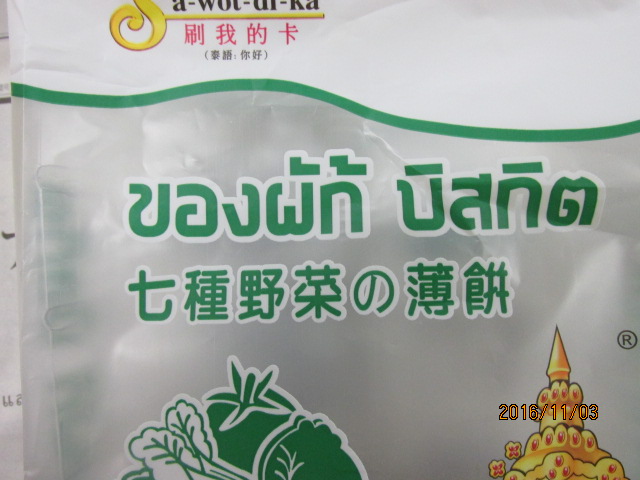 Sa-wot-di-ka
刷我的卡
(泰語:你好)
ของผัก้ บิสกิต
七種野菜の薄餅
®
2016/11/03